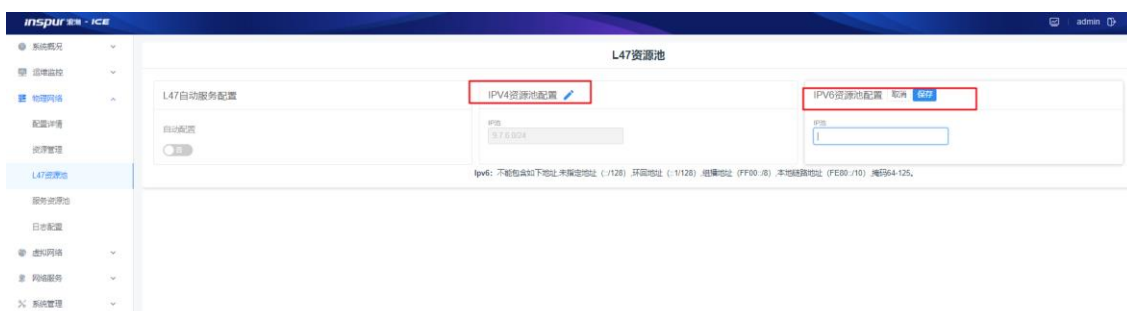 inspur 浪潮 - ICE
admin
系统概况
运维监控
物理网络
配置详情
资源管理
L47资源池
服务资源池
日志配置
虚拟网络
网络服务
系统管理
L47资源池
L47自动服务配置
自动配置
IPV4资源池配置
IP池
9.7.6.0/24
IPV6资源池配置 取消 保存
IP池
Ipv6: 不能包含如下地址,未指定地址 (::/128) ,环回地址 (::1/128) ,组播地址 (FF00::/8) ,本地链路地址 (FE80::/10) ,掩码64-125。